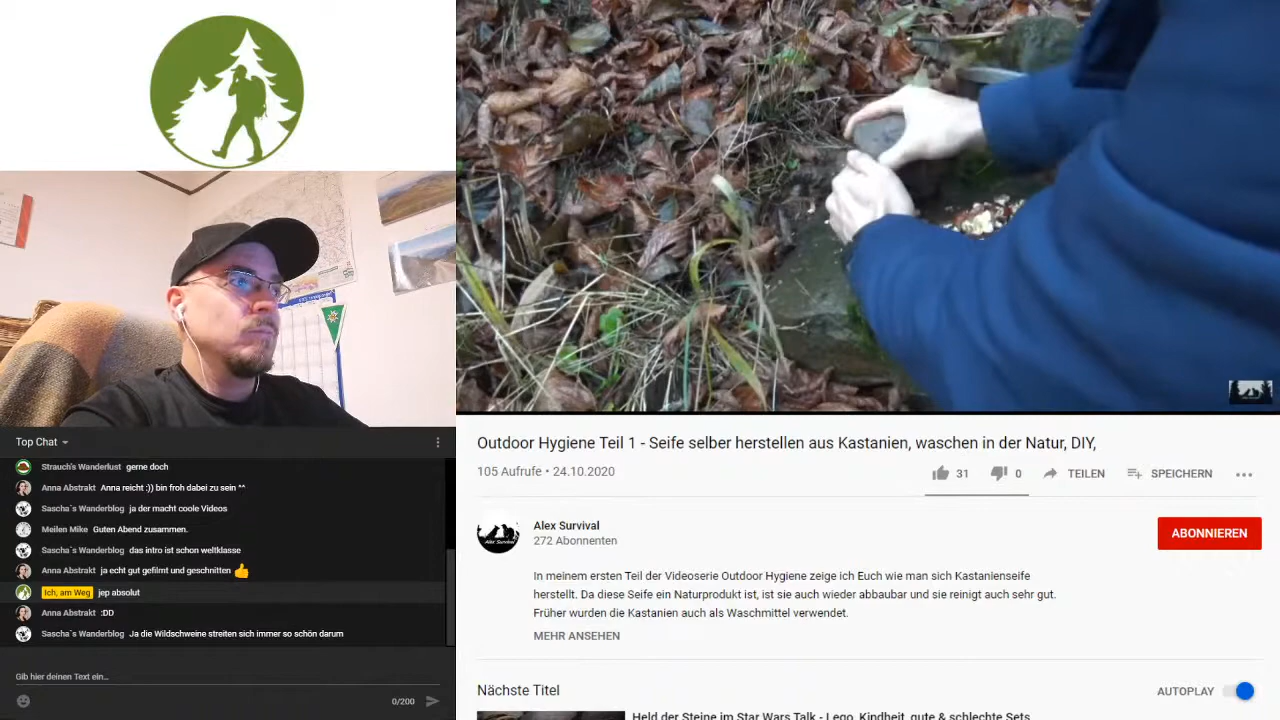 Top Chat
Strauch's Wanderlust gerne doch
Anna Abstrakt Anna reicht :)) bin froh dabei zu sein ^^
Sascha`s Wanderblog ja der macht coole Videos
Meilen Mike Guten Abend zusammen.
Sascha`s Wanderblog das intro ist schon weltklasse
Anna Abstrakt ja echt gut gefilmt und geschnitten 👍
Ich, am Weg jep absolut
Anna Abstrakt :DD
Sascha`s Wanderblog Ja die Wildschweine streiten sich immer so schön darum
Gib hier deinen Text ein...
0/200
Outdoor Hygiene Teil 1 - Seife selber herstellen aus Kastanien, waschen in der Natur, DIY,
105 Aufrufe • 24.10.2020
31
0
TEILEN
SPEICHERN
Alex Survival
272 Abonnenten
ABONNIEREN
In meinem ersten Teil der Videoserie Outdoor Hygiene zeige ich Euch wie man sich Kastanienseife
herstellt. Da diese Seife ein Naturprodukt ist, ist sie auch wieder abbaubar und sie reinigt auch sehr gut.
Früher wurden die Kastanien auch als Waschmittel verwendet.
MEHR ANSEHEN
Nächste Titel
AUTOPLAY
Held der Steine im Star Wars Talk - Lego, Kindheit, gute & schlechte Sets